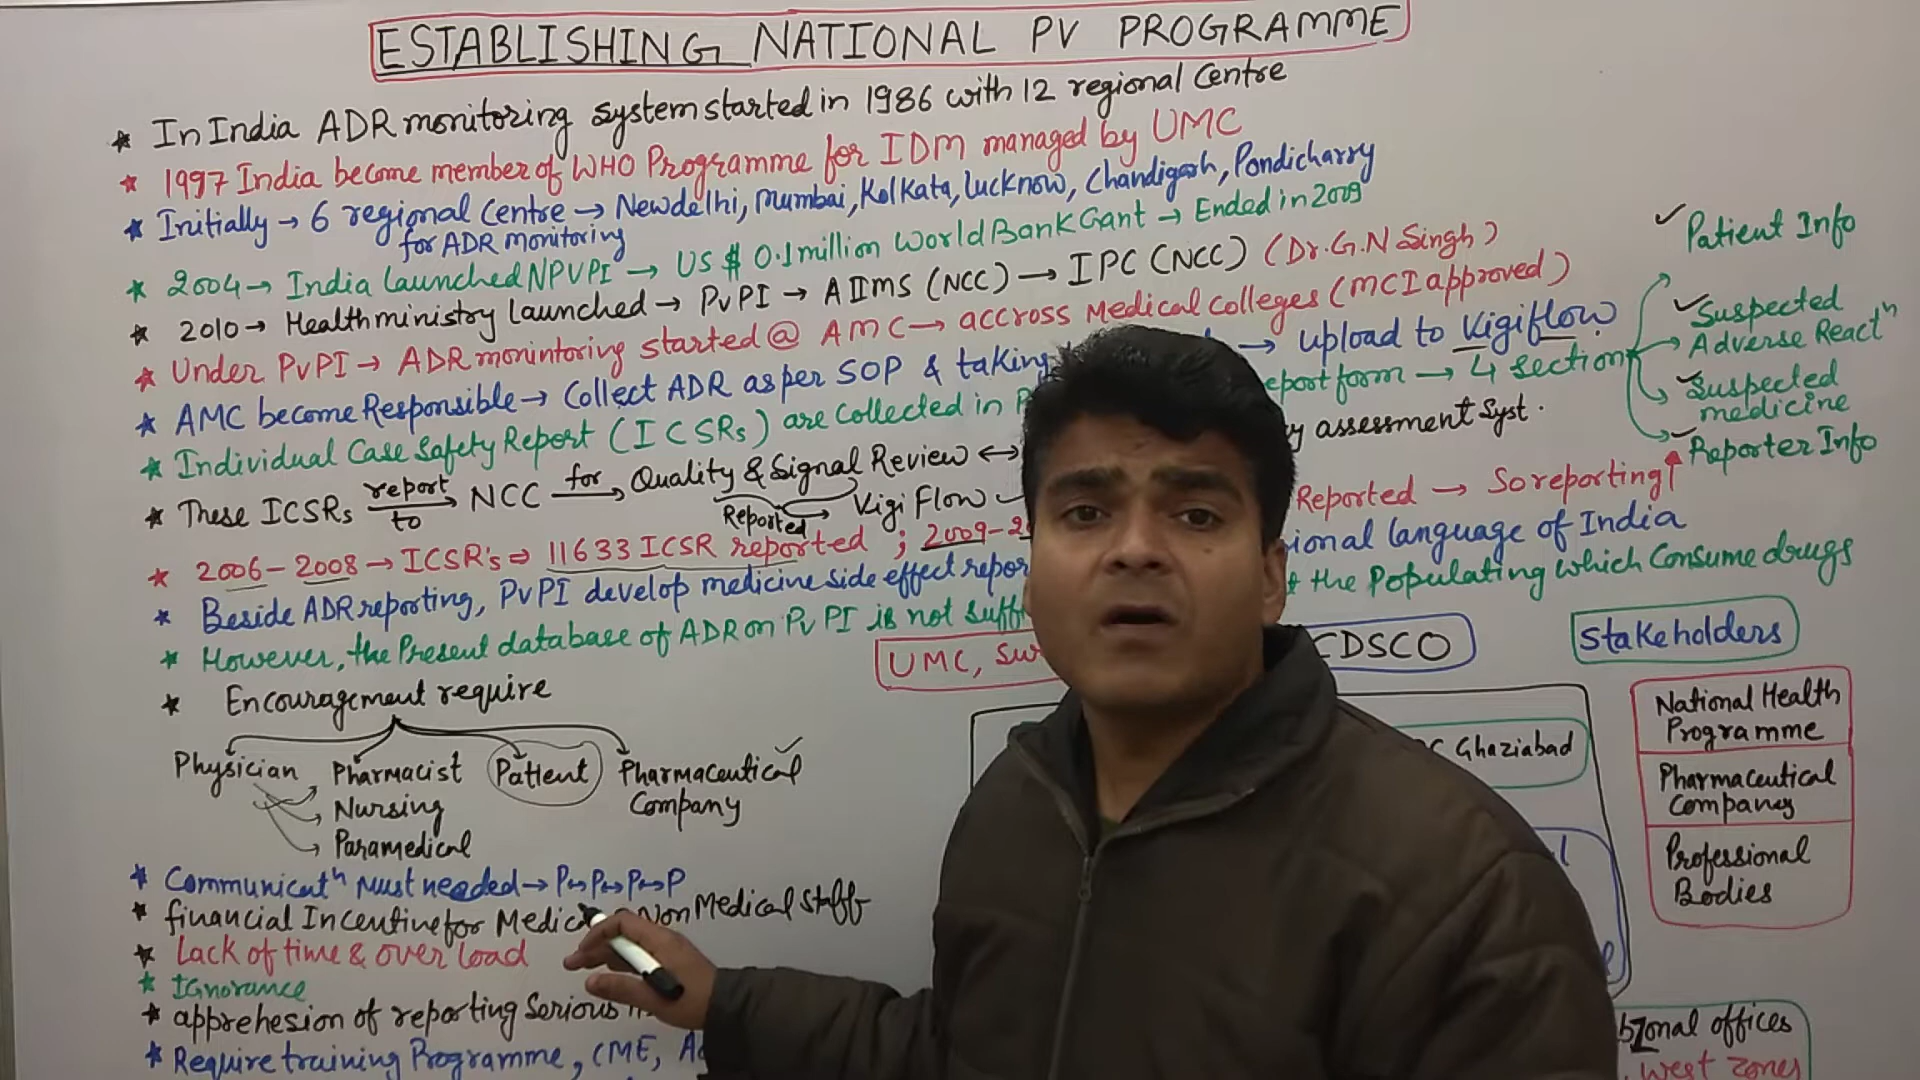 ESTABLISHING NATIONAL PV PROGRAMME
* In India ADR monitoring system started in 1986 with 12 regional Centre
* 1997 India become member of WHO Programme for IDM managed by UMC
* Initially → 6 regional Centre → Newdelhi, Mumbai, Kolkata, Lucknow, Chandigarh, Pondicharry
for ADR monitoring
* 2004 → India Launched NPVPI → US $ 0.1 million World Bank Gant → Ended in 2009
* 2010 → Health ministry Launched → PvPI → AIIMS (NCC) → IPC (NCC) (Dr. G.N Singh)
* Under PvPI → ADR monintoring started @ AMC → accross Medical colleges (MCI approved)
* AMC become Responsible → Collect ADR as per SOP & taking → Upload to Vigiflow
* Individual Case Safety Report (ICSRs) are collected in eport form → 4 section
Patient Info
Suspected
Adverse Reactⁿ
Suspected
medicine
Reporter Info
* These ICSRs report to → NCC for → Quality & Signal Review ↔ assessment Syst.
Reported → Vigi Flow
* 2006 - 2008 → ICSR's ⇒ 11633 ICSR reported ; 2009-2 Reported → So reporting↑
* Beside ADR reporting, PvPI develop medicine side effect repor ional language of India
* However, the Present database of ADR on PvPI is not suff the Populating which Consume drugs
* Encouragement require
Physician Pharmacist Patient Pharmaceutical
Nursing Company
Paramedical
UMC, CDSCO Stakeholders
Ghaziabad
National Health
Programme
Pharmaceutical
Company
Professional
Bodies
* Communicatⁿ Must needed → P↔P↔P↔P
* financial Incentive for Non Medical Staff
* Lack of time & over load
* IGnorance
* apprehesion of reporting Serious
* Require training Programme, CME,
Zonal offices
West Zones